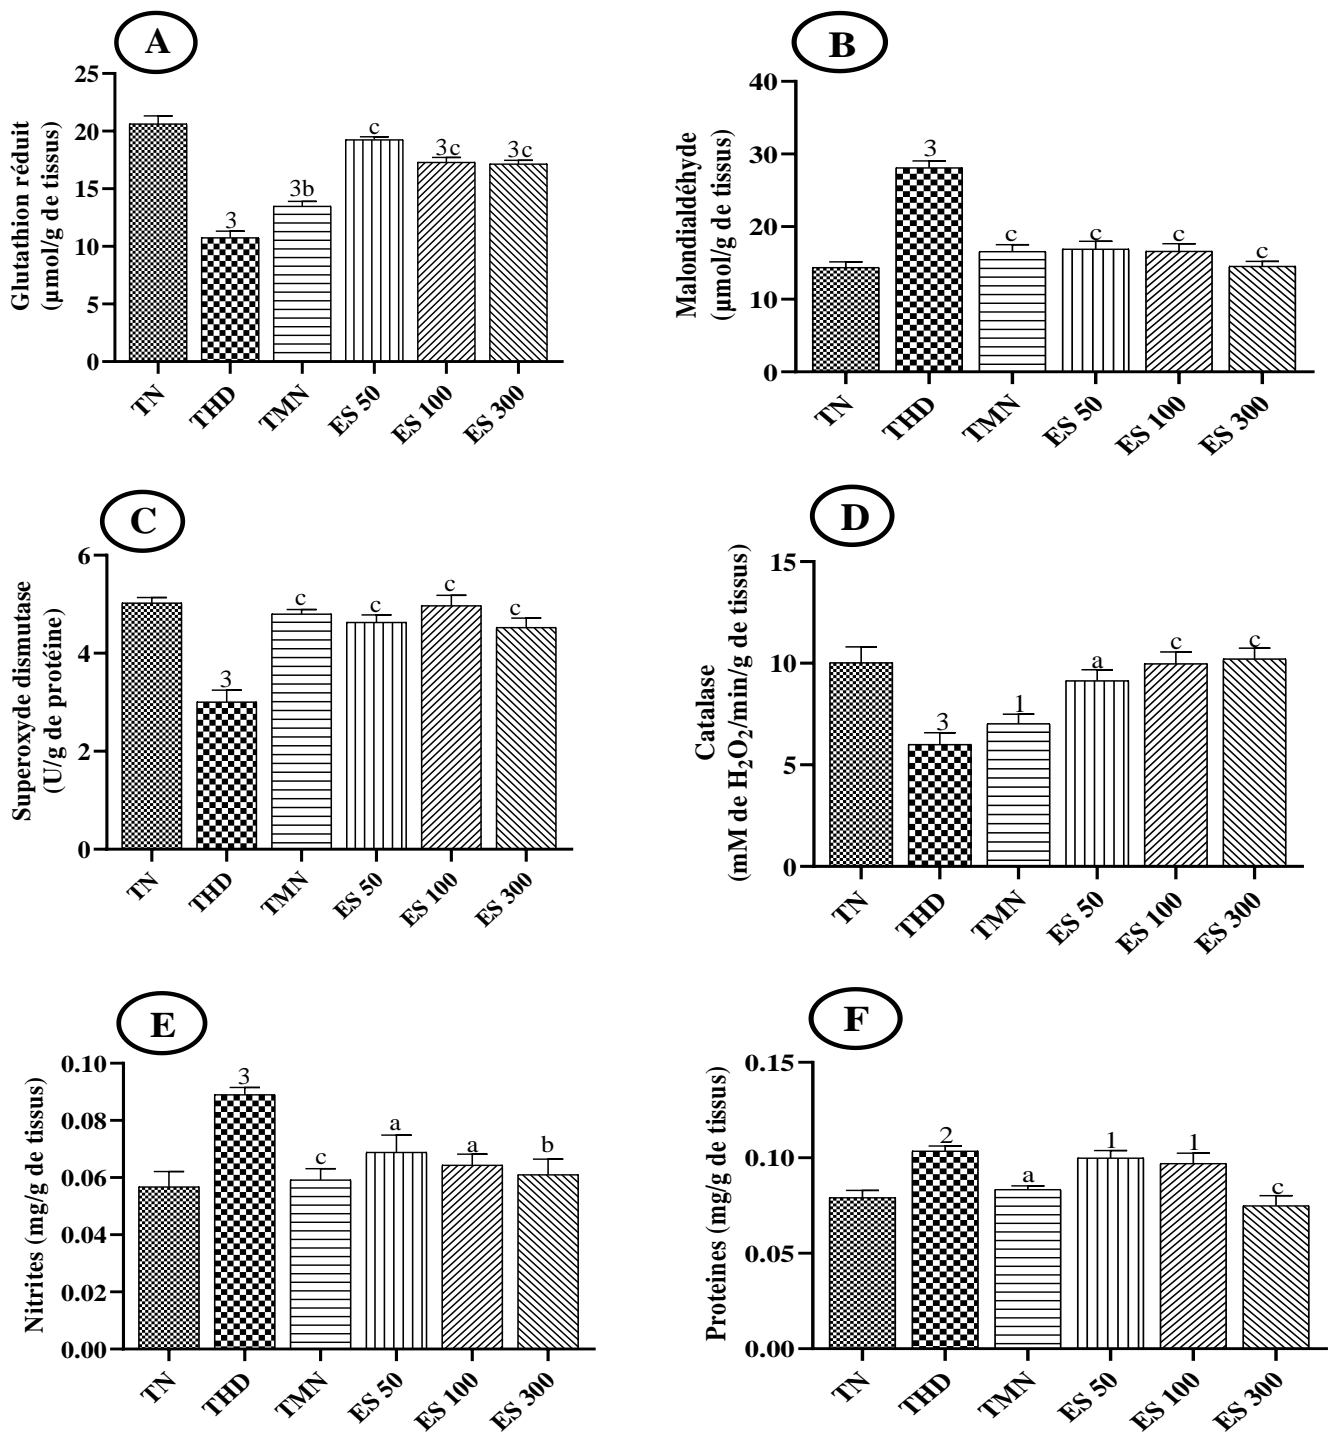 A
Glutathion réduit
(µmol/g de tissus)
25
20
15
10
5
0
3
3b
c
3c
3c
TN
THD
TMN
ES 50
ES 100
ES 300
B
Malondialdéhyde
(µmol/g de tissus)
40
30
20
10
0
3
c
c
c
c
TN
THD
TMN
ES 50
ES 100
ES 300
C
Superoxyde dismutase
(U/g de protéine)
6
4
2
0
3
c
c
c
c
TN
THD
TMN
ES 50
ES 100
ES 300
D
Catalase
(mM de H₂O₂/min/g de tissus)
15
10
5
0
3
1
a
c
c
TN
THD
TMN
ES 50
ES 100
ES 300
E
Nitrites (mg/g de tissus)
0.10
0.08
0.06
0.04
0.02
0.00
3
c
a
a
b
TN
THD
TMN
ES 50
ES 100
ES 300
F
Proteines (mg/g de tissus)
0.15
0.10
0.05
0.00
2
a
1
1
c
TN
THD
TMN
ES 50
ES 100
ES 300